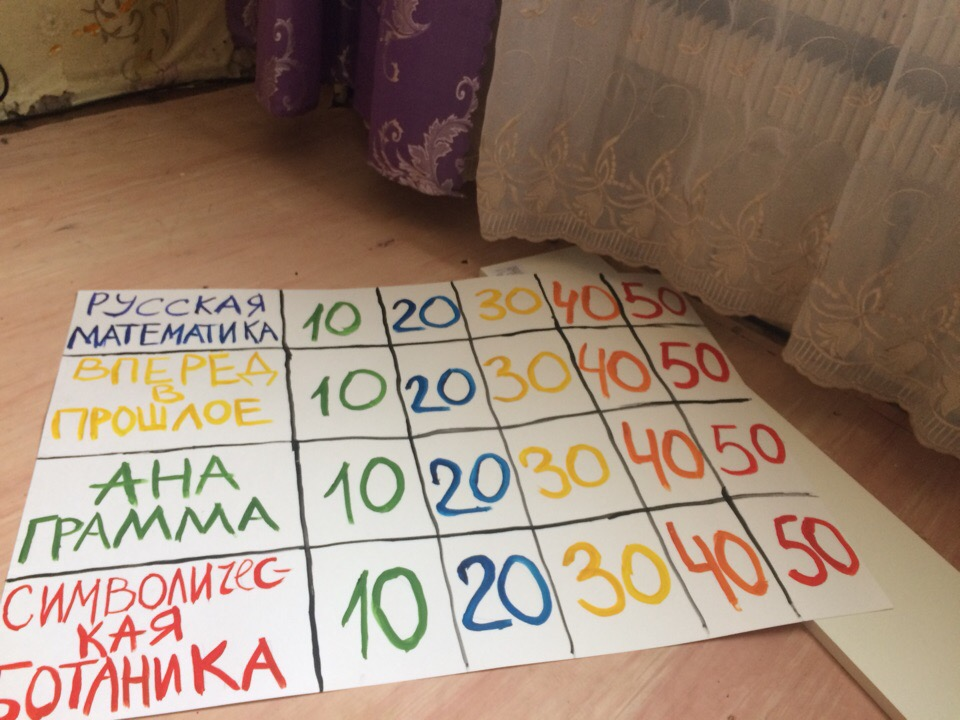 РУССКАЯ 10 20 30 40 50
МАТЕМАТИКА
ВПЕРЕД 10 20 30 40 50
В
ПРОШЛОЕ
АНА 10 20 30 40 50
ГРАММА
СИМВОЛИЧЕС- 10 20 30 40 50
КАЯ
БОТАНИКА